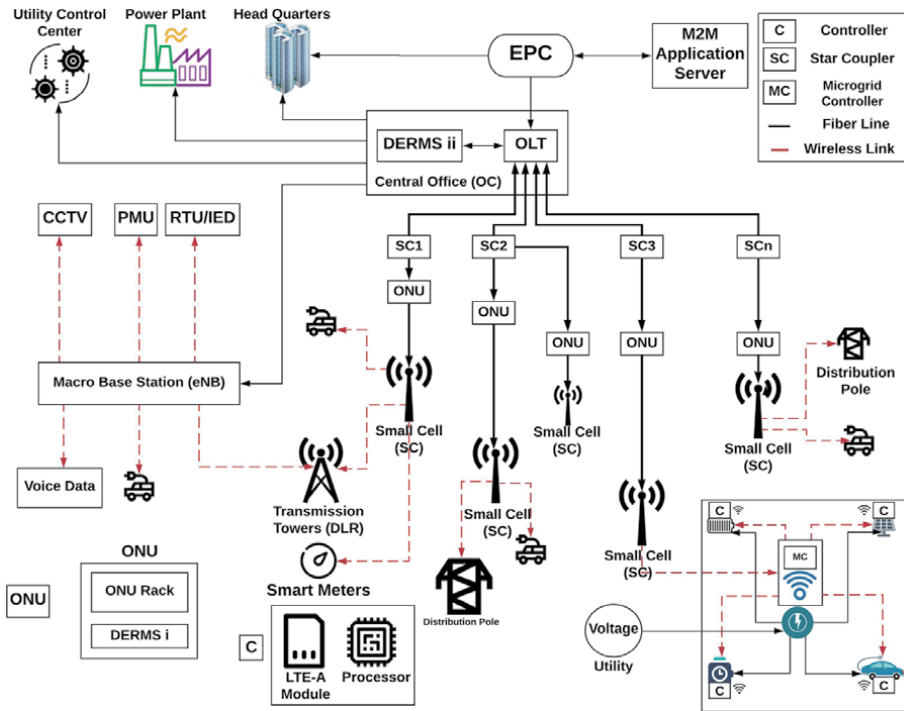 Utility Control
Center
Power Plant
Head Quarters
EPC
M2M
Application
Server
C
Controller
SC
Star Coupler
MC
Microgrid
Controller
Fiber Line
Wireless Link
DERMS ii
OLT
Central Office (OC)
CCTV
PMU
RTU/IED
SC1
SC2
SC3
SCn
ONU
ONU
ONU
ONU
ONU
Macro Base Station (eNB)
Distribution
Pole
Small Cell
(SC)
Small Cell
(SC)
Small Cell
(SC)
Voice Data
Transmission
Towers (DLR)
Small Cell
(SC)
Small Cell
(SC)
C
C
MC
ONU
ONU
ONU Rack
DERMS i
Smart Meters
C
LTE-A
Module
Processor
Distribution Pole
Voltage
Utility
C
C